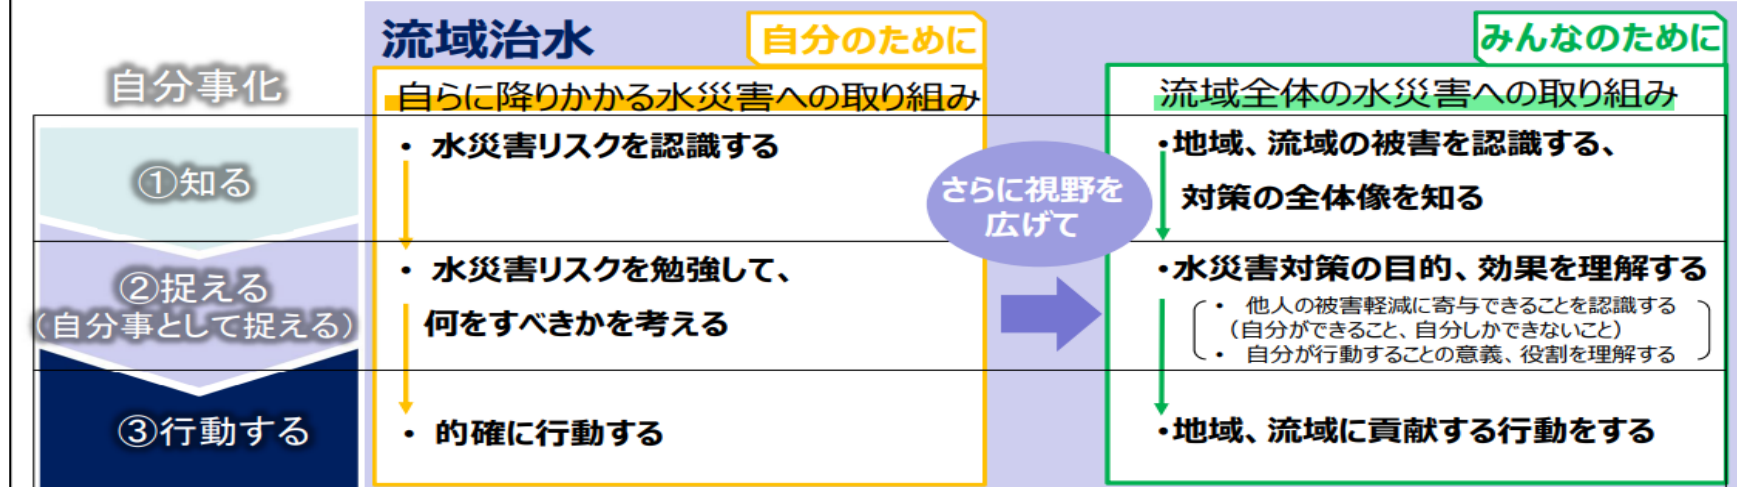 流域治水
自分のために
みんなのために
自分事化
自らに降りかかる水災害への取り組み
流域全体の水災害への取り組み
①知る
・ 水災害リスクを認識する
さらに視野を
広げて
・地域、流域の被害を認識する、
対策の全体像を知る
②捉える
（自分事として捉える）
・ 水災害リスクを勉強して、
何をすべきかを考える
・水災害対策の目的、効果を理解する
・ 他人の被害軽減に寄与できることを認識する
（自分ができること、自分しかできないこと）
・ 自分が行動することの意義、役割を理解する
③行動する
・ 的確に行動する
・地域、流域に貢献する行動をする